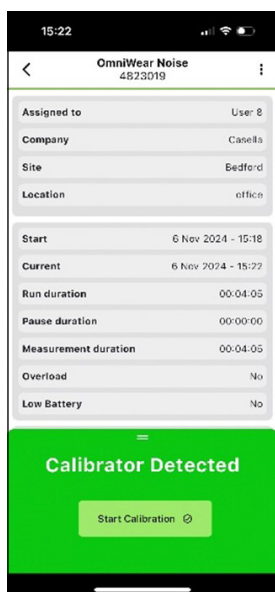 15:22
OmniWear Noise
4823019
Assigned to User 8
Company Casella
Site Bedford
Location office
Start 6 Nov 2024 - 15:18
Current 6 Nov 2024 - 15:22
Run duration 00:04:05
Pause duration 00:00:00
Measurement duration 00:04:05
Overload No
Low Battery No
Calibrator Detected
Start Calibration